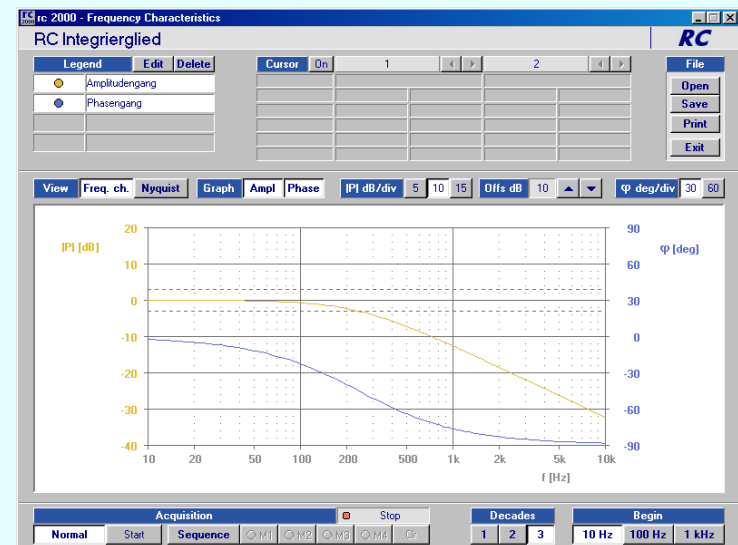 rc 2000 - Frequency Characteristics
RC Integrierglied RC
Legend Edit Delete Cursor On 1 2 File
Amplitudengang
Phasengang
Open
Save
Print
Exit
View Freq. ch. Nyquist Graph Ampl Phase |P| dB/div 5 10 15 Offs dB 10 φ deg/div 30 60
|P| [dB]
20
10
0
-10
-20
-30
-40
φ [deg]
90
60
30
0
-30
-60
-90
10 20 50 100 200 500 1k 2k 5k 10k
f [Hz]
Acquisition Stop Decades Begin
Normal Start Sequence M1 M2 M3 M4 Clr 1 2 3 10 Hz 100 Hz 1 kHz